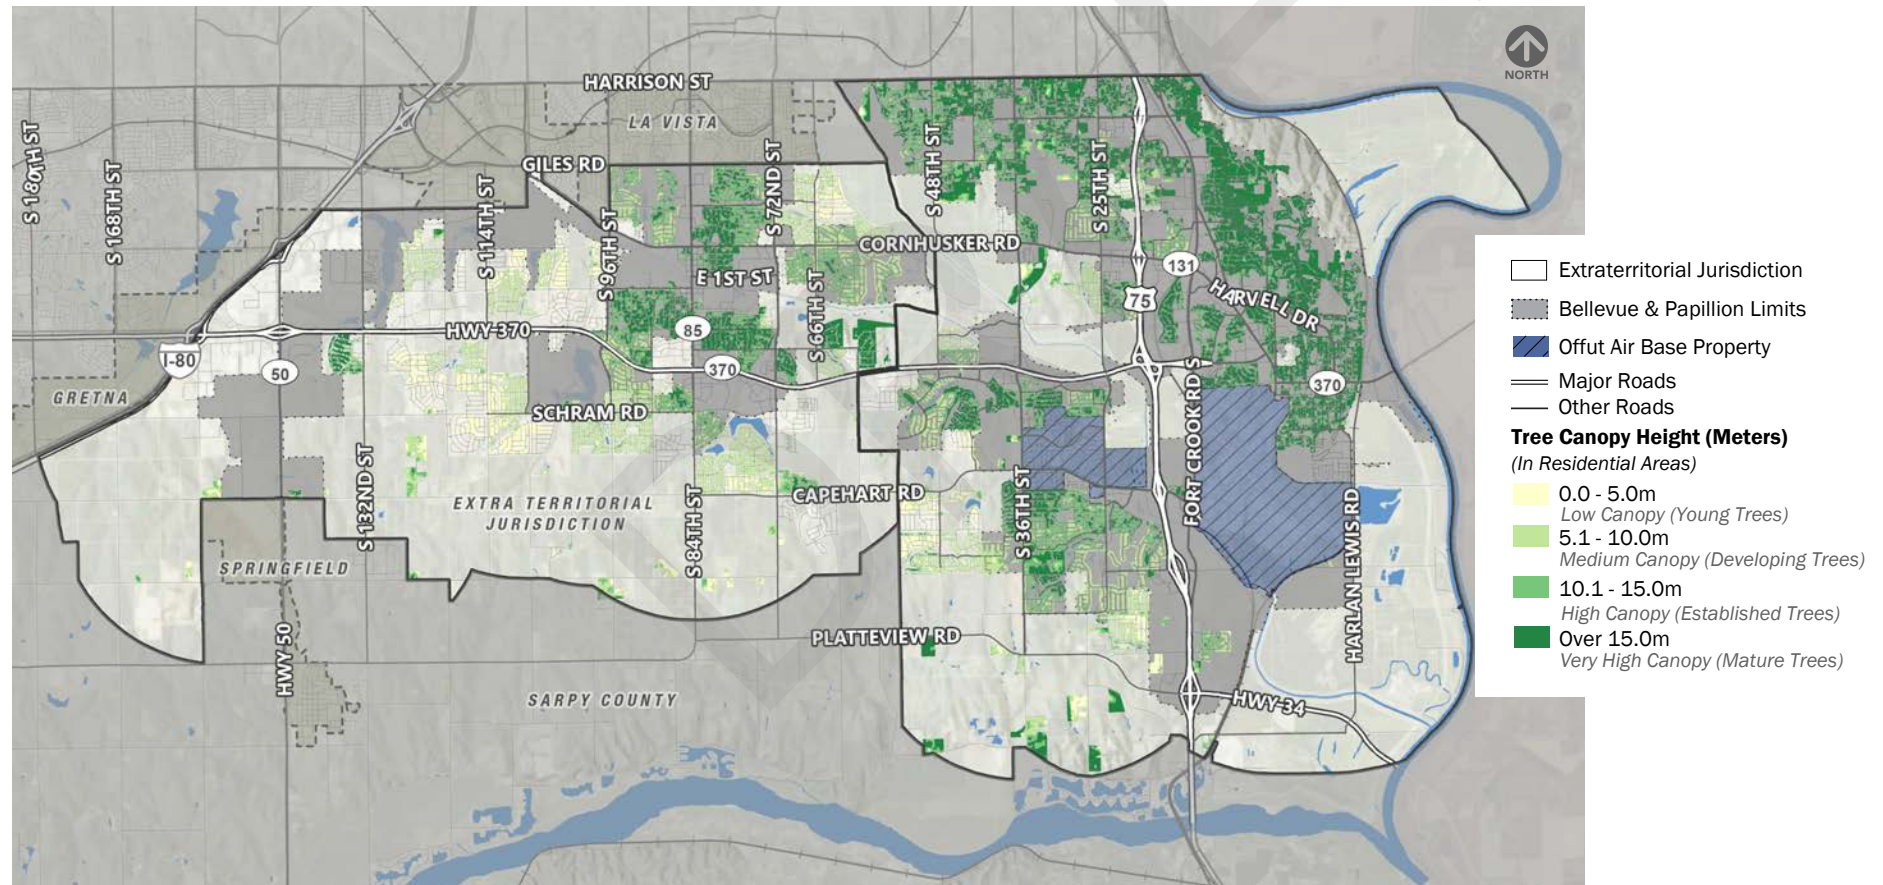 NORTH
HARRISON ST
LA VISTA
GILES RD
S 180TH ST
S 168TH ST
S 114TH ST
S 96TH ST
S 72ND ST
S 48TH ST
S 25TH ST
CORNHUSKER RD
E 1ST ST
S 66TH ST
131
75
HARVELL DR
HWY 370
85
I-80
50
370
370
GRETNA
SCHRAM RD
FORT CROOK RD S
S 132ND ST
EXTRA TERRITORIAL
JURISDICTION
S 84TH ST
CAPEHART RD
S 36TH ST
HARLAN LEWIS RD
SPRINGFIELD
HWY 50
PLATTEVIEW RD
SARPY COUNTY
HWY-34
Extraterritorial Jurisdiction
Bellevue & Papillion Limits
Offut Air Base Property
Major Roads
Other Roads
Tree Canopy Height (Meters)
(In Residential Areas)
0.0 - 5.0m
Low Canopy (Young Trees)
5.1 - 10.0m
Medium Canopy (Developing Trees)
10.1 - 15.0m
High Canopy (Established Trees)
Over 15.0m
Very High Canopy (Mature Trees)